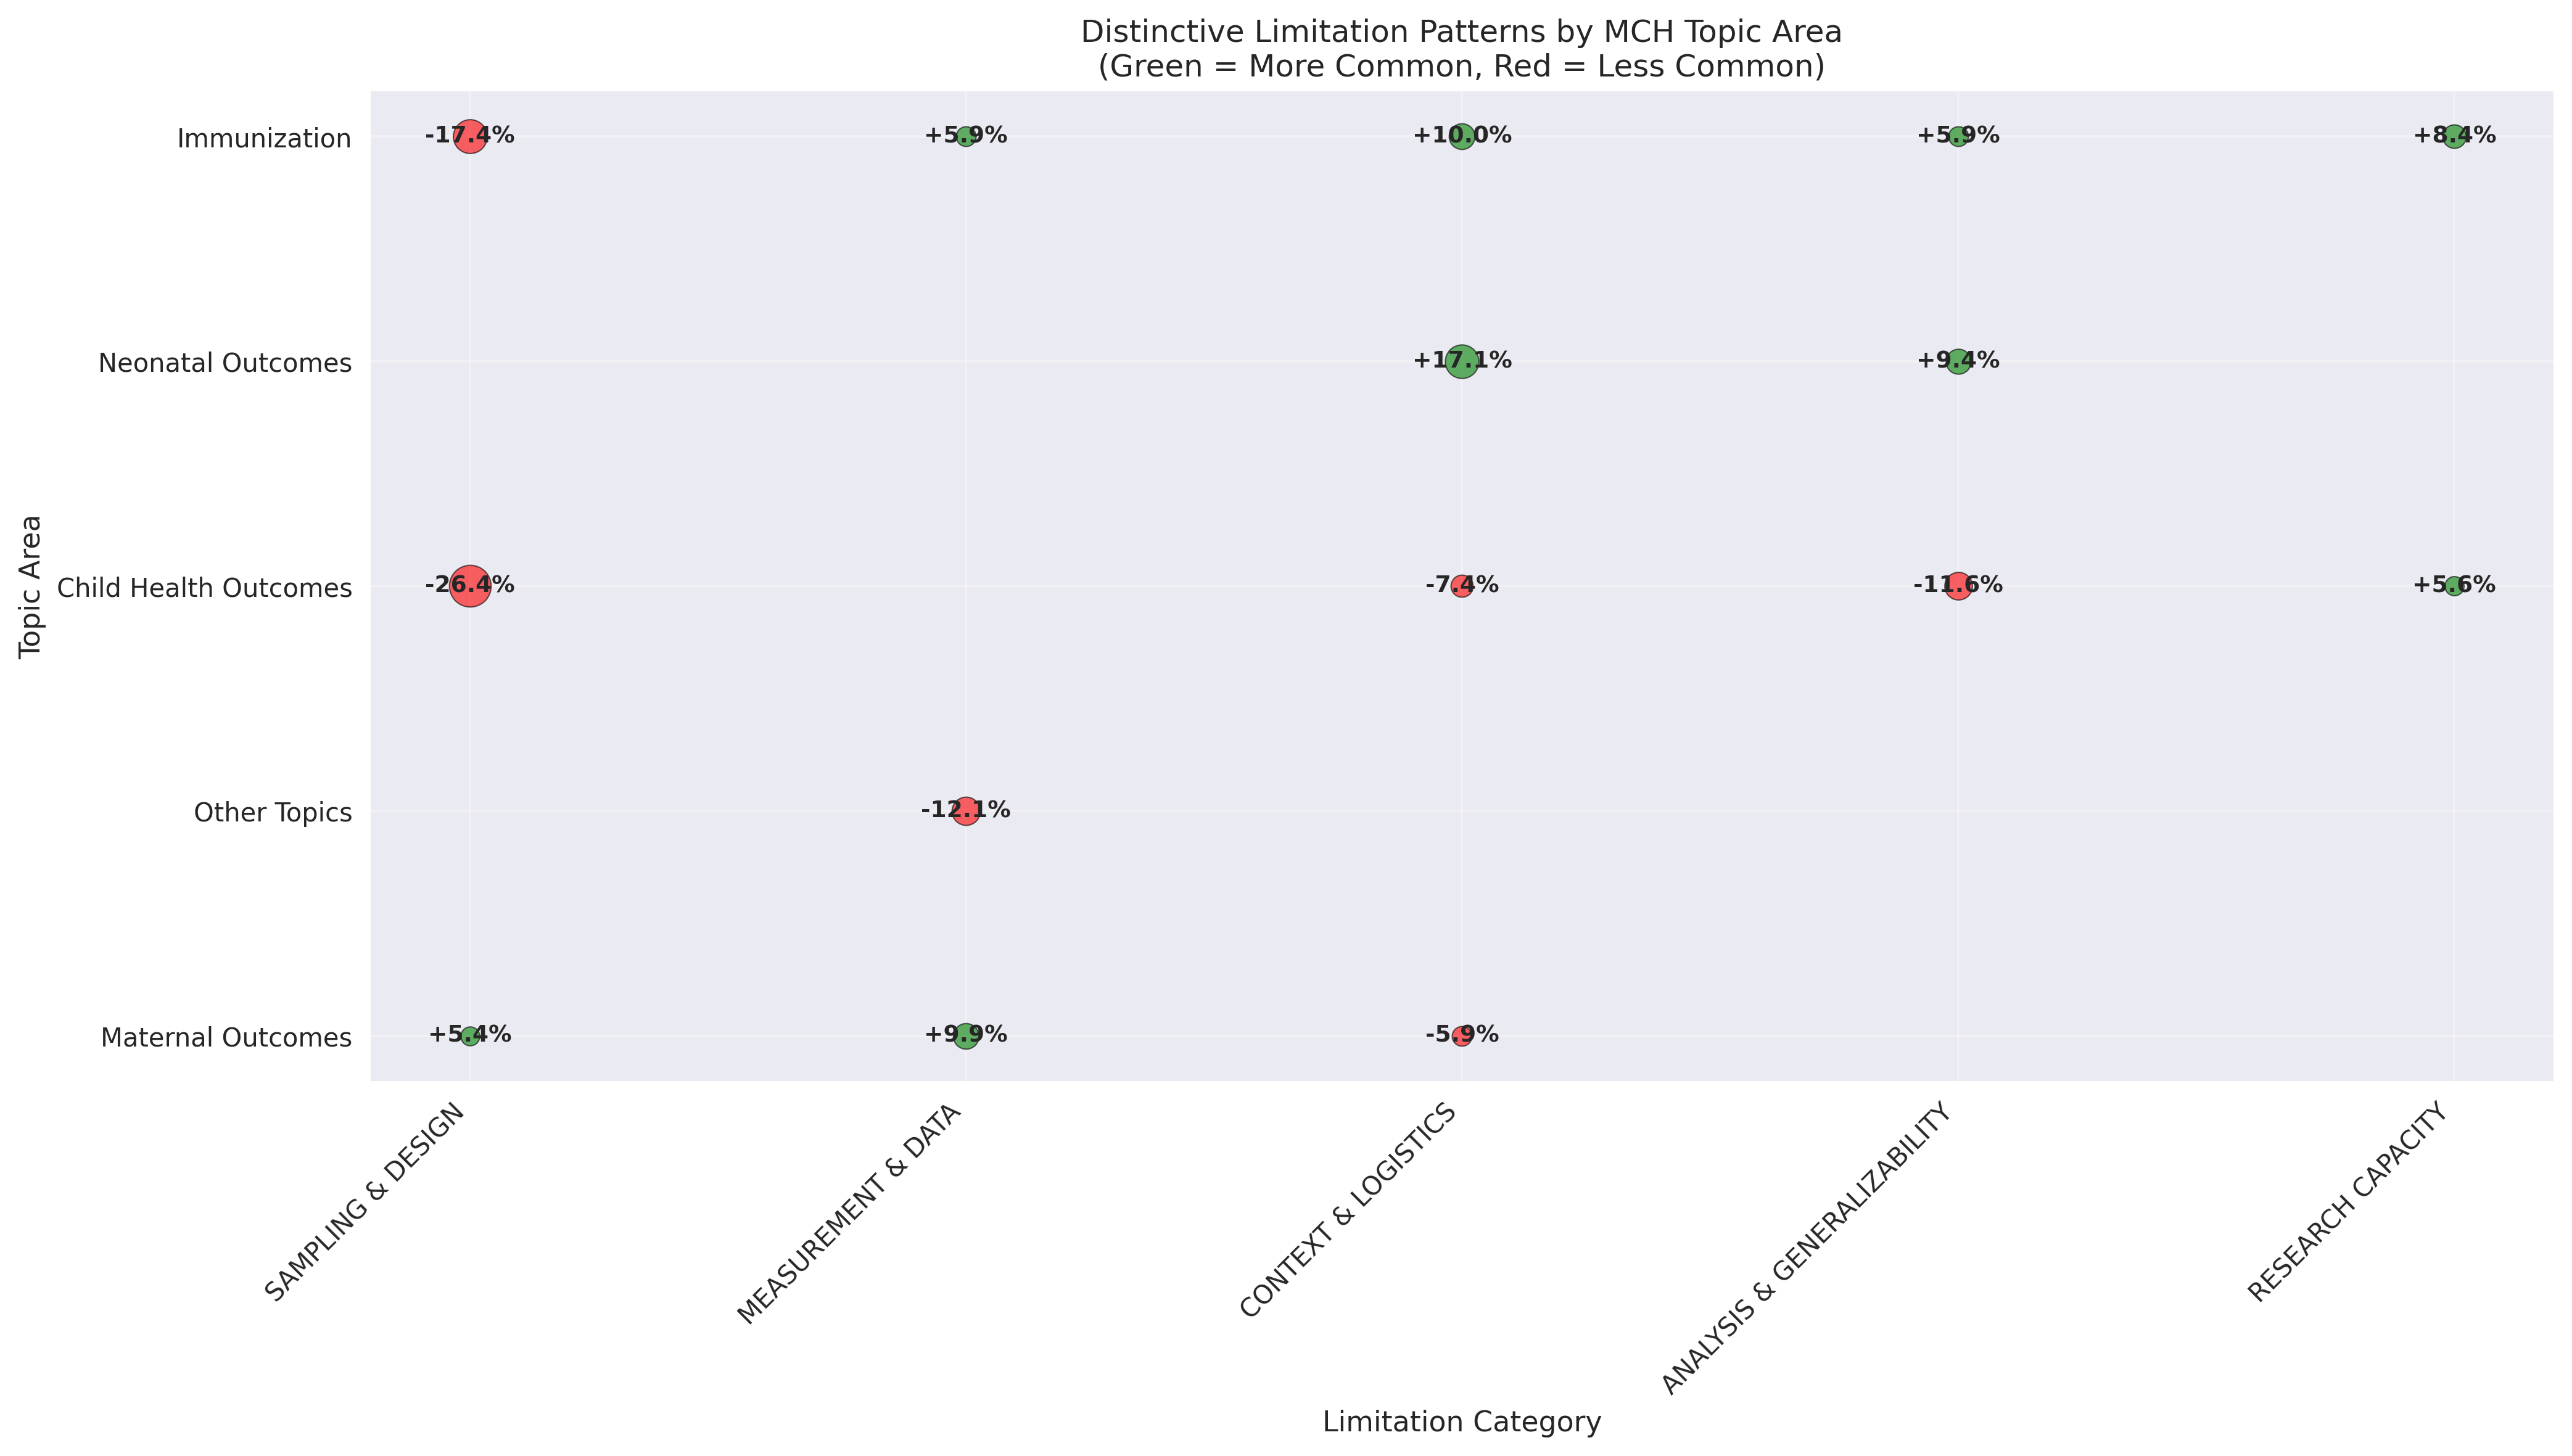 Distinctive Limitation Patterns by MCH Topic Area
(Green = More Common, Red = Less Common)
Topic Area
Immunization
-17.4%
+5.9%
+10.0%
+5.9%
+8.4%
Neonatal Outcomes
+17.1%
+9.4%
Child Health Outcomes
-26.4%
-7.4%
-11.6%
+5.6%
Other Topics
-12.1%
Maternal Outcomes
+5.4%
+9.9%
-5.9%
SAMPLING & DESIGN
MEASUREMENT & DATA
CONTEXT & LOGISTICS
ANALYSIS & GENERALIZABILITY
RESEARCH CAPACITY
Limitation Category